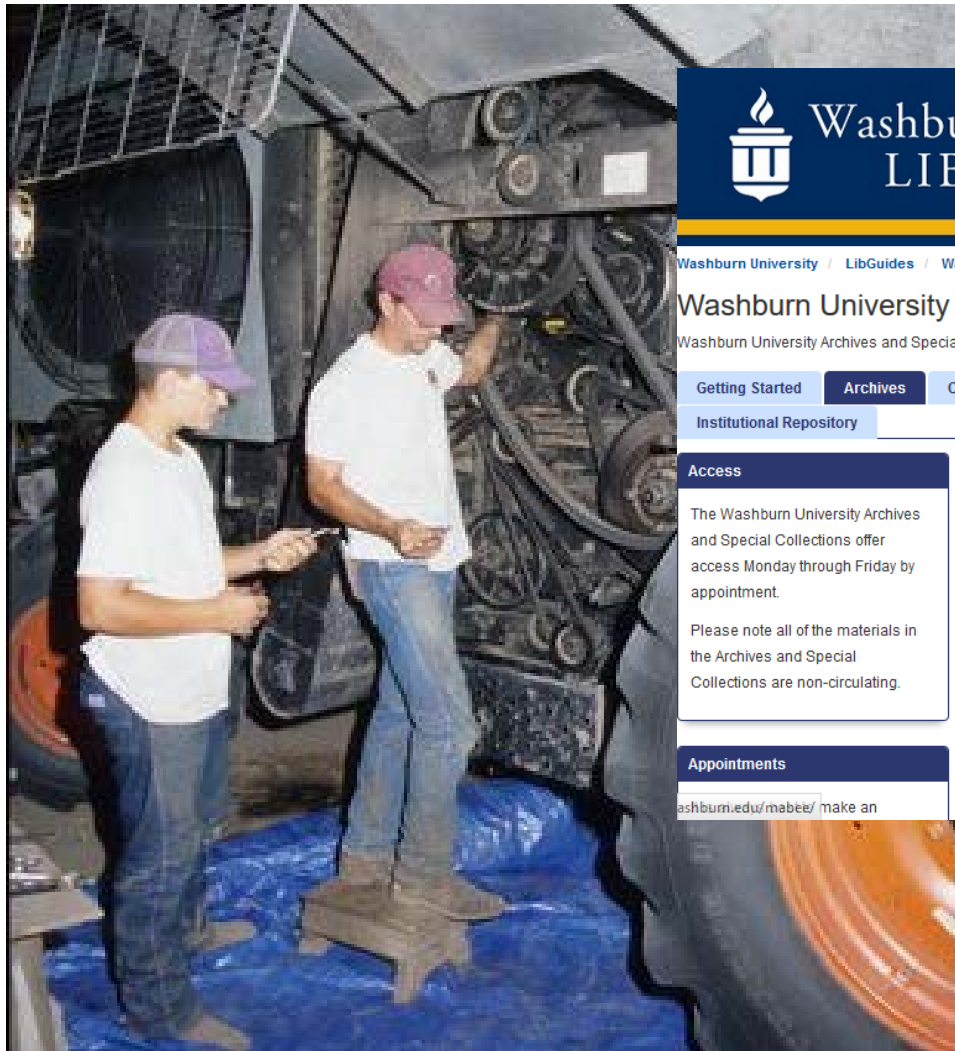 Washbu
LIB
Washburn University / LibGuides / Wa
Washburn University
Washburn University Archives and Specia
Getting Started
Archives
Institutional Repository
Access
The Washburn University Archives
and Special Collections offer
access Monday through Friday by
appointment.
Please note all of the materials in
the Archives and Special
Collections are non-circulating.
Appointments
ashburn.edu/mabee/ make an